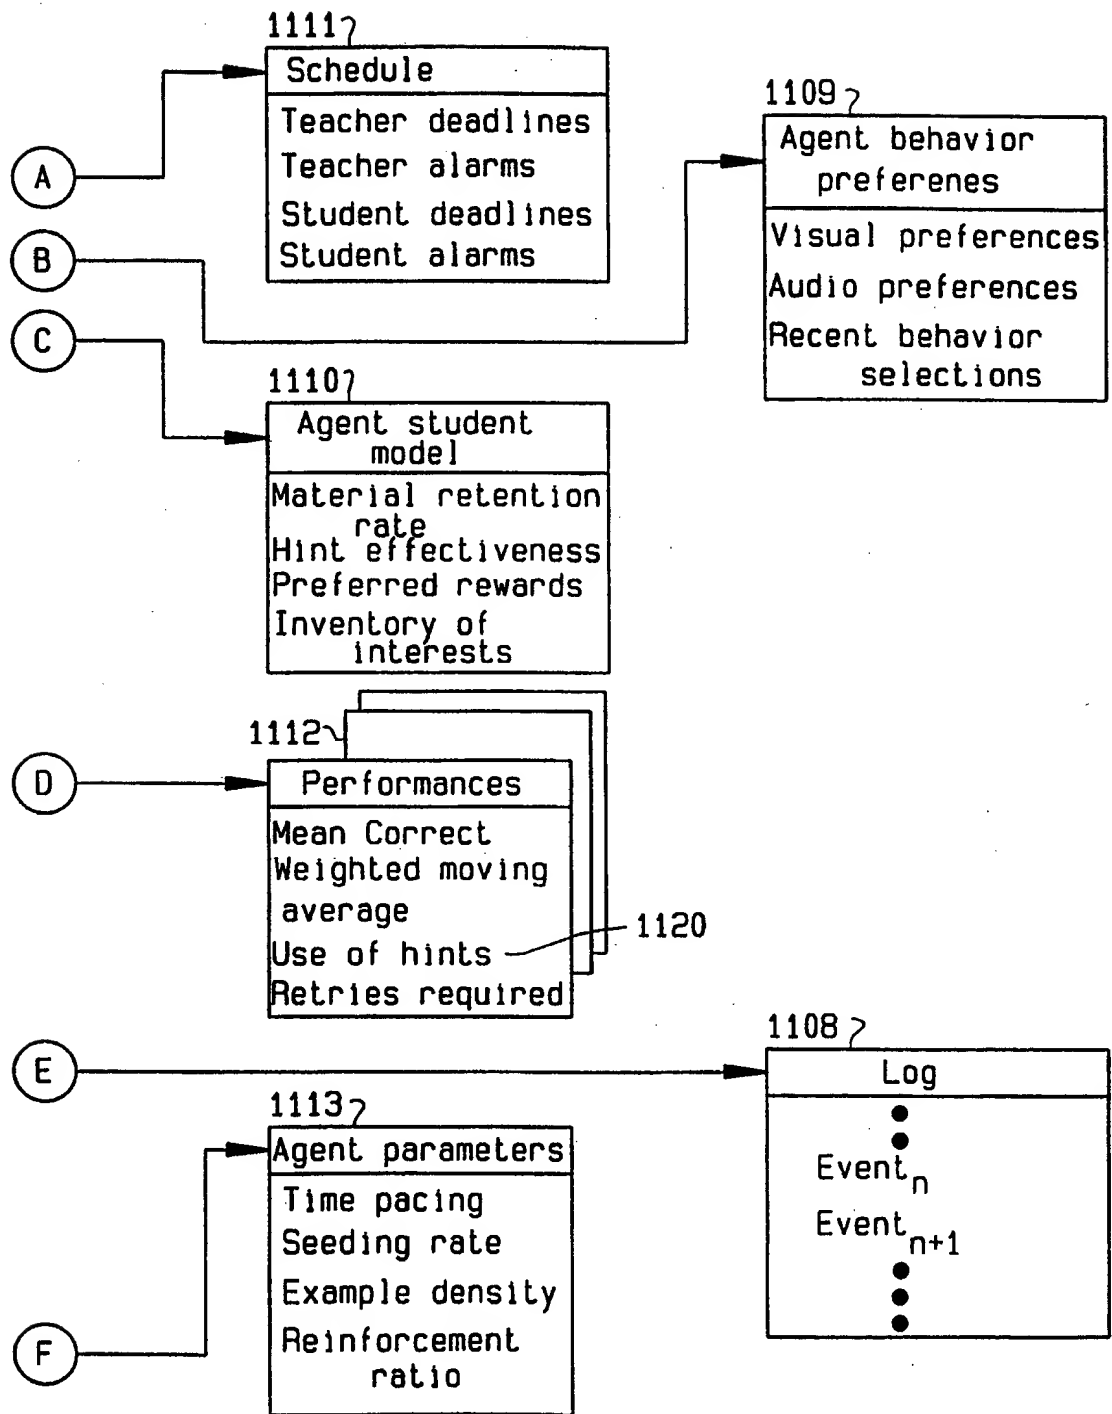 1111
Schedule
Teacher deadlines
Teacher alarms
Student deadlines
Student alarms
A
B
C
1109
Agent behavior
preferenes
Visual preferences
Audio preferences
Recent behavior
selections
1110
Agent student
model
Material retention
rate
Hint effectiveness
Preferred rewards
Inventory of
interests
1112
D
Performances
Mean Correct
Weighted moving
average
Use of hints
1120
Retries required
E
1108
Log
Event n
Event n+1
1113
Agent parameters
Time pacing
Seeding rate
Example density
Reinforcement
ratio
F